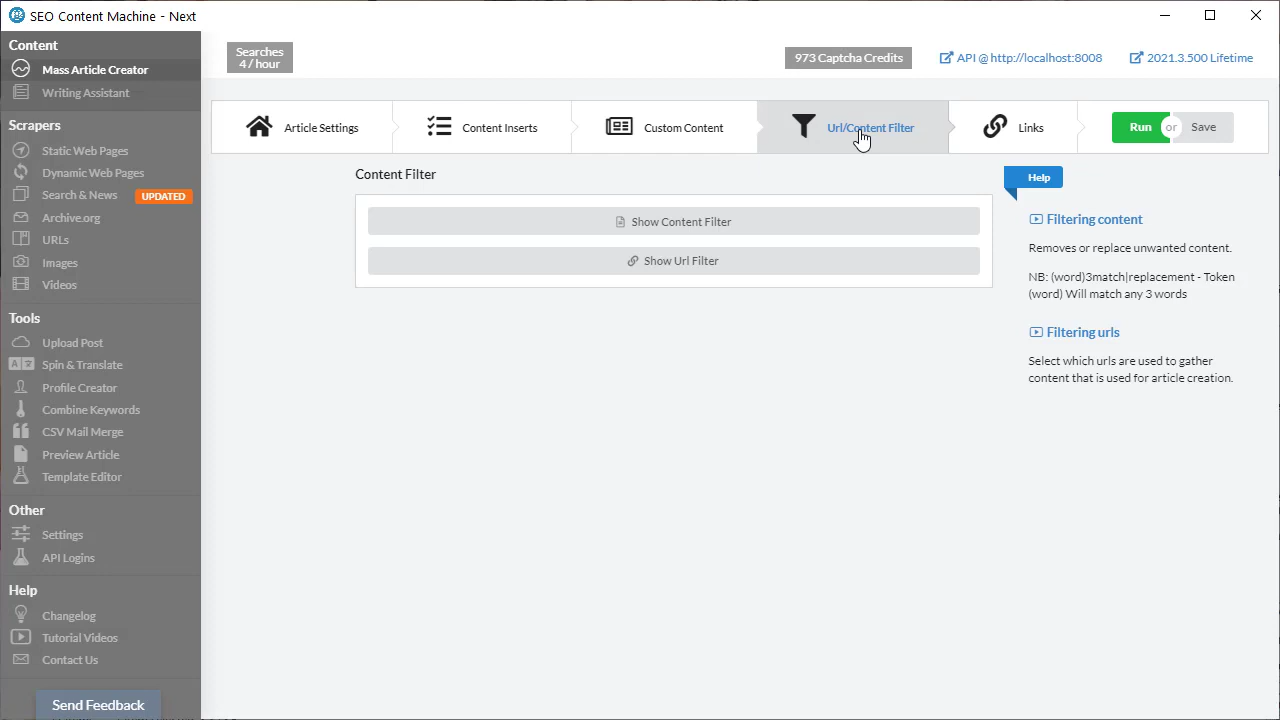 SEO Content Machine - Next
Content
Mass Article Creator
Writing Assistant
Scrapers
Static Web Pages
Dynamic Web Pages
Search & News
UPDATED
Archive.org
URLs
Images
Videos
Tools
Upload Post
Spin & Translate
Profile Creator
Combine Keywords
CSV Mail Merge
Preview Article
Template Editor
Other
Settings
API Logins
Help
Changelog
Tutorial Videos
Contact Us
Send Feedback
Searches
4 / hour
973 Captcha Credits
API @ http://localhost:8008
2021.3.500 Lifetime
Article Settings
Content Inserts
Custom Content
Url/Content Filter
Links
Run
or
Save
Content Filter
Show Content Filter
Show Url Filter
Help
Filtering content
Removes or replace unwanted content.
NB: (word)3match|replacement - Token
(word) Will match any 3 words
Filtering urls
Select which urls are used to gather
content that is used for article creation.